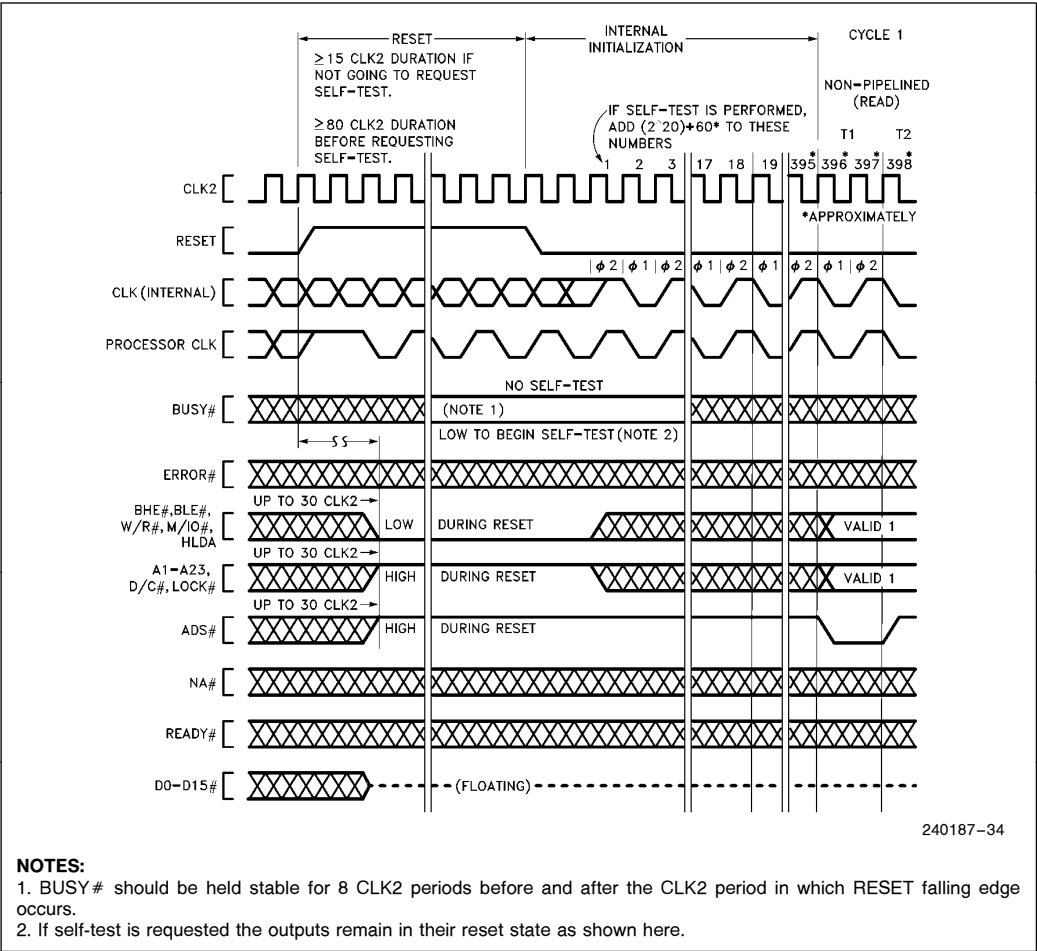 RESET
≥15 CLK2 DURATION IF
NOT GOING TO REQUEST
SELF-TEST.
≥80 CLK2 DURATION
BEFORE REQUESTING
SELF-TEST.
INTERNAL
INITIALIZATION
IF SELF-TEST IS PERFORMED,
ADD (2^20)+60* TO THESE
NUMBERS
CYCLE 1
NON-PIPELINED
(READ)
T1 T2
1 2 3 17 18 19 395* 396* 397* 398*
CLK2
*APPROXIMATELY
RESET
ϕ2 ϕ1 ϕ2 ϕ1 ϕ2 ϕ1 ϕ2 ϕ1 ϕ2
CLK (INTERNAL)
PROCESSOR CLK
NO SELF-TEST
BUSY# (NOTE 1)
LOW TO BEGIN SELF-TEST (NOTE 2)
SS
ERROR#
UP TO 30 CLK2
BHE#, BLE#,
W/R#, M/IO#,
HLDA
LOW DURING RESET VALID 1
UP TO 30 CLK2
A1-A23,
D/C#, LOCK#
HIGH DURING RESET VALID 1
UP TO 30 CLK2
ADS# HIGH DURING RESET
NA#
READY#
D0-D15# (FLOATING)
240187-34
NOTES:
1. BUSY# should be held stable for 8 CLK2 periods before and after the CLK2 period in which RESET falling edge
occurs.
2. If self-test is requested the outputs remain in their reset state as shown here.